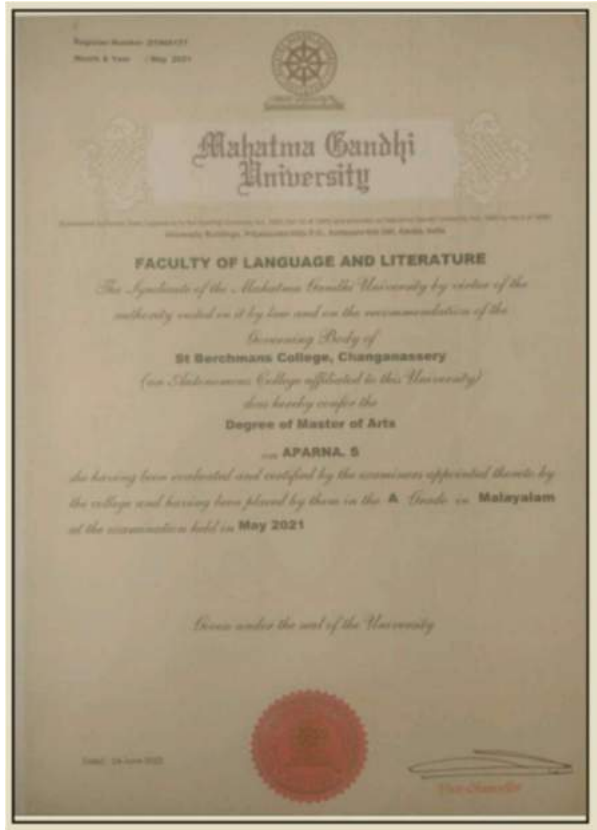 Register Number
Month & Year : May 2021
Mahatma Gandhi
University
FACULTY OF LANGUAGE AND LITERATURE
The Syndicate of the Mahatma Gandhi University by virtue of the
authority vested in it by law and on the recommendation of the
Governing Body of
St Berchmans College, Changanassery
(an Autonomous College affiliated to this University)
does hereby confer the
Degree of Master of Arts
on APARNA. S
she having been evaluated and certified by the examiners appointed thereto by
the college and having been placed by them in the A Grade in Malayalam
at the examination held in May 2021
Given under the seal of the University
Vice-Chancellor